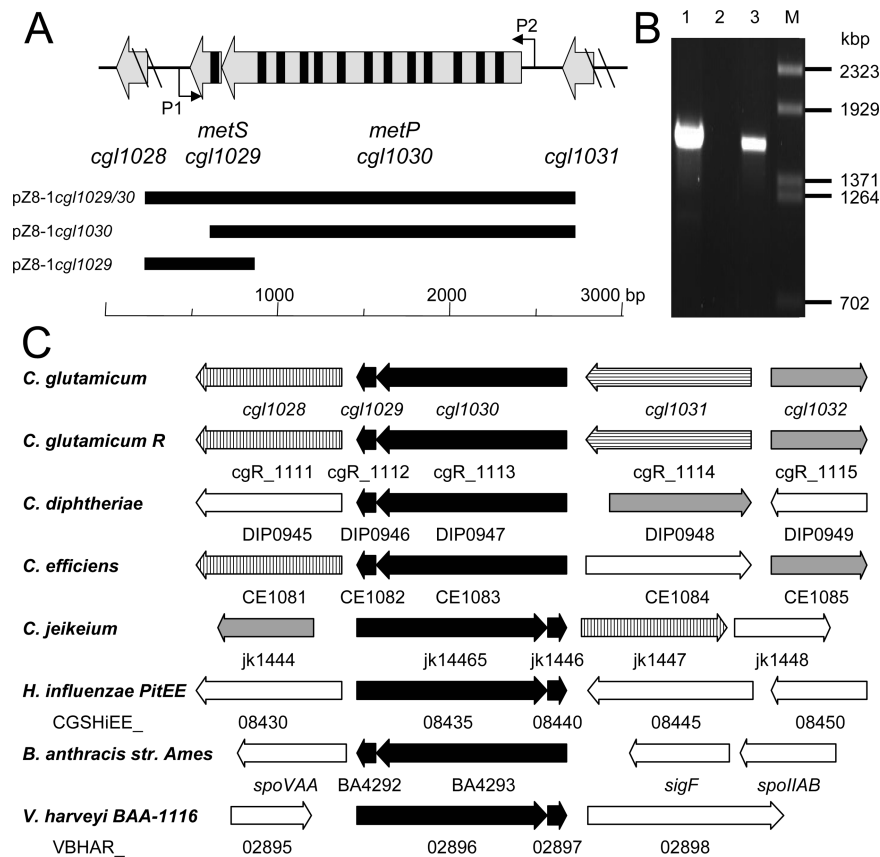 A
P2
P1
metS
metP
cgl1028
cgl1029
cgl1030
cgl1031
pZ8-1cgl1029/30
pZ8-1cgl1030
pZ8-1cgl1029
1000
2000
3000 bp
B
1 2 3 M
kbp
2323
1929
1371
1264
702
C
C. glutamicum
cgl1028 cgl1029 cgl1030 cgl1031 cgl1032
C. glutamicum R
cgR_1111 cgR_1112 cgR_1113 cgR_1114 cgR_1115
C. diphtheriae
DIP0945 DIP0946 DIP0947 DIP0948 DIP0949
C. efficiens
CE1081 CE1082 CE1083 CE1084 CE1085
C. jeikeium
jk1444 jk14465 jk1446 jk1447 jk1448
H. influenzae PitEE
CGSHiEE_ 08430 08435 08440 08445 08450
B. anthracis str. Ames
spoVAA BA4292 BA4293 sigF spoIIAB
V. harveyi BAA-1116
VBHAR_ 02895 02896 02897 02898